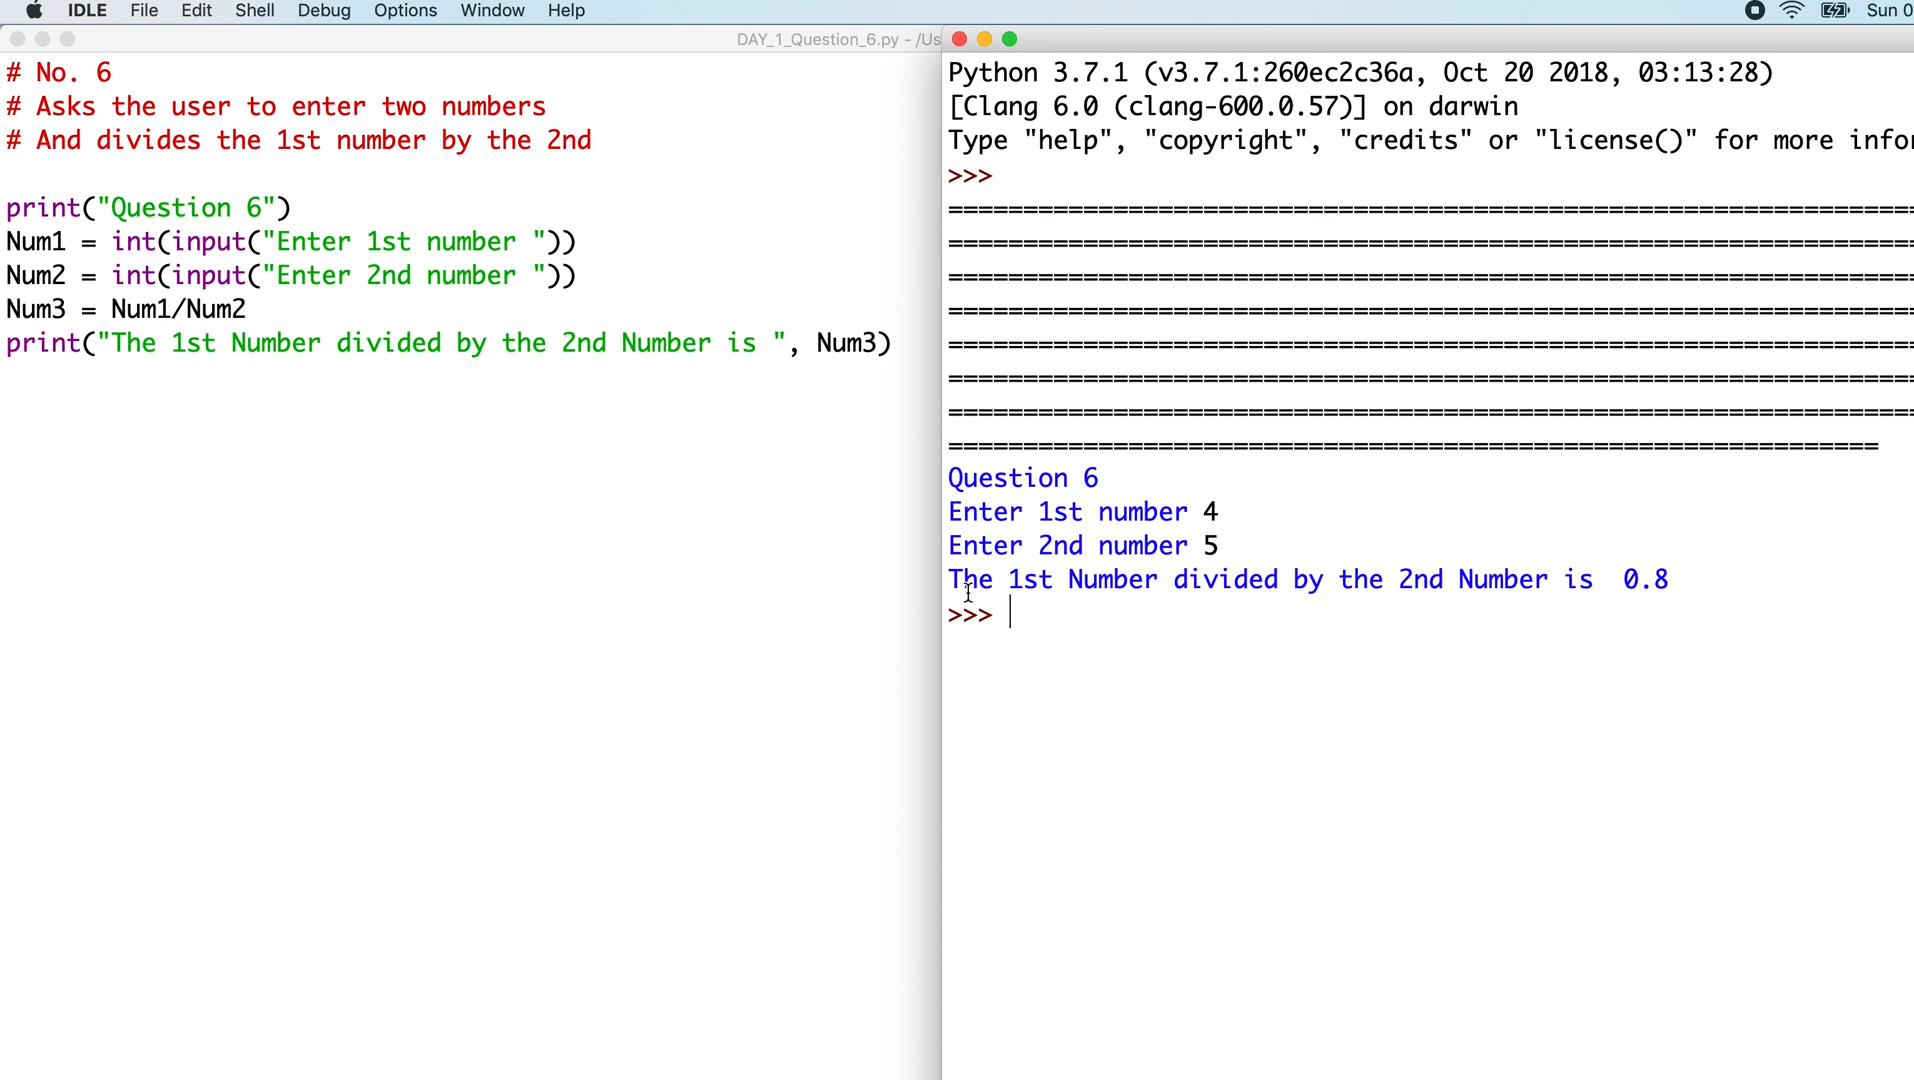 IDLE File Edit Shell Debug Options Window Help Sun 0
DAY_1_Question_6.py - /Us
# No. 6
# Asks the user to enter two numbers
# And divides the 1st number by the 2nd
print("Question 6")
Num1 = int(input("Enter 1st number "))
Num2 = int(input("Enter 2nd number "))
Num3 = Num1/Num2
print("The 1st Number divided by the 2nd Number is ", Num3)
Python 3.7.1 (v3.7.1:260ec2c36a, Oct 20 2018, 03:13:28)
[Clang 6.0 (clang-600.0.57)] on darwin
Type "help", "copyright", "credits" or "license()" for more infor
>>>
================================================================
================================================================
================================================================
================================================================
================================================================
================================================================
================================================================
==============================================================
Question 6
Enter 1st number 4
Enter 2nd number 5
The 1st Number divided by the 2nd Number is  0.8
>>>